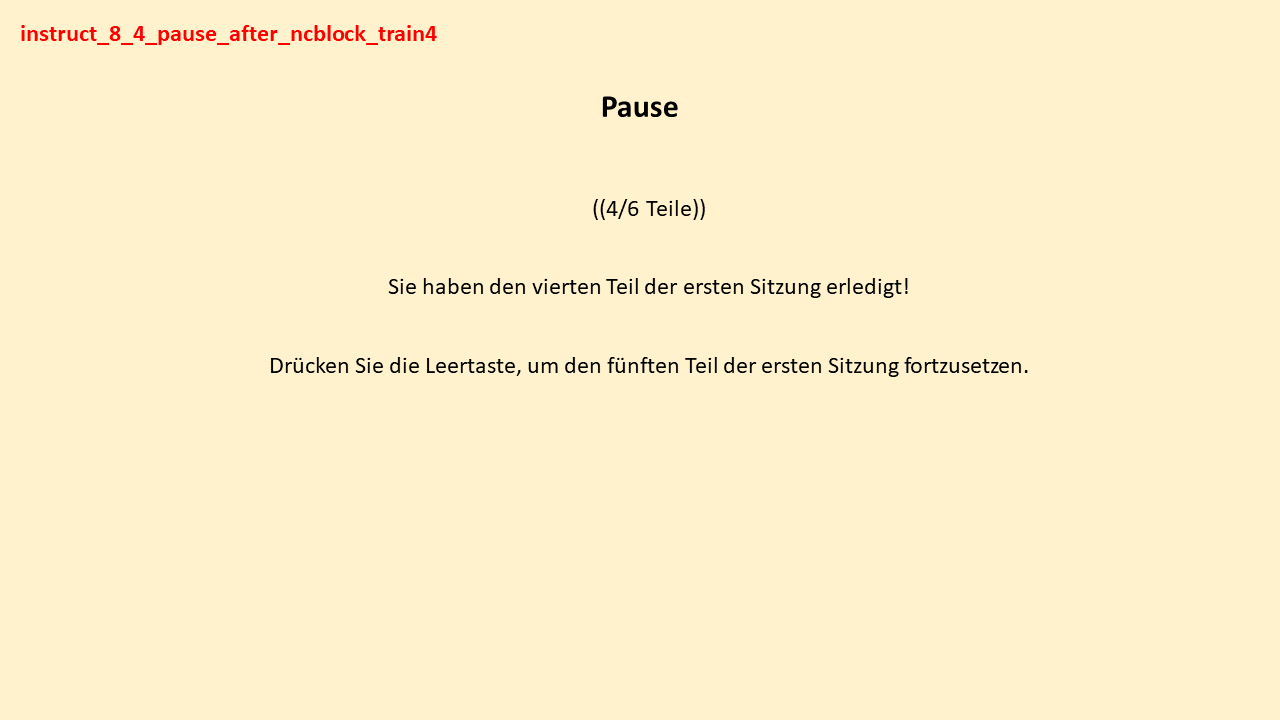 instruct_8_4_pause_after_ncblock_train4
Pause
((4/6 Teile))
Sie haben den vierten Teil der ersten Sitzung erledigt!
Drücken Sie die Leertaste, um den fünften Teil der ersten Sitzung fortzusetzen.